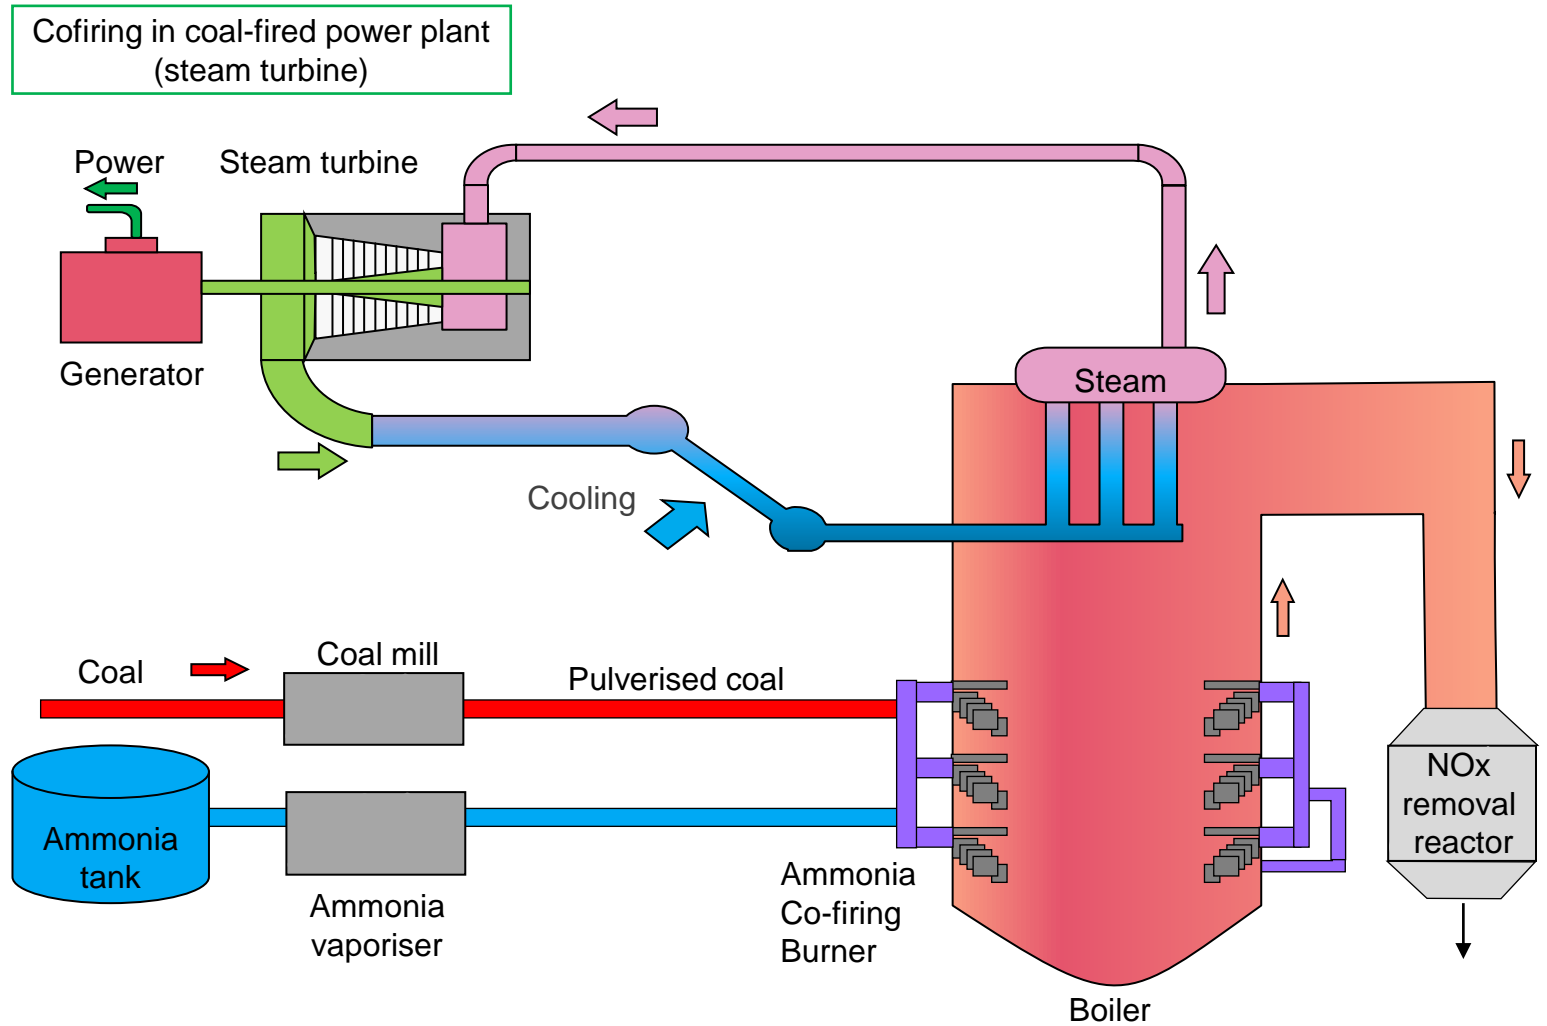 Cofiring in coal-fired power plant
(steam turbine)
Power
Steam turbine
Generator
Steam
Cooling
Coal
Coal mill
Pulverised coal
Ammonia
tank
Ammonia
vaporiser
Ammonia
Co-firing
Burner
Boiler
NOx
removal
reactor